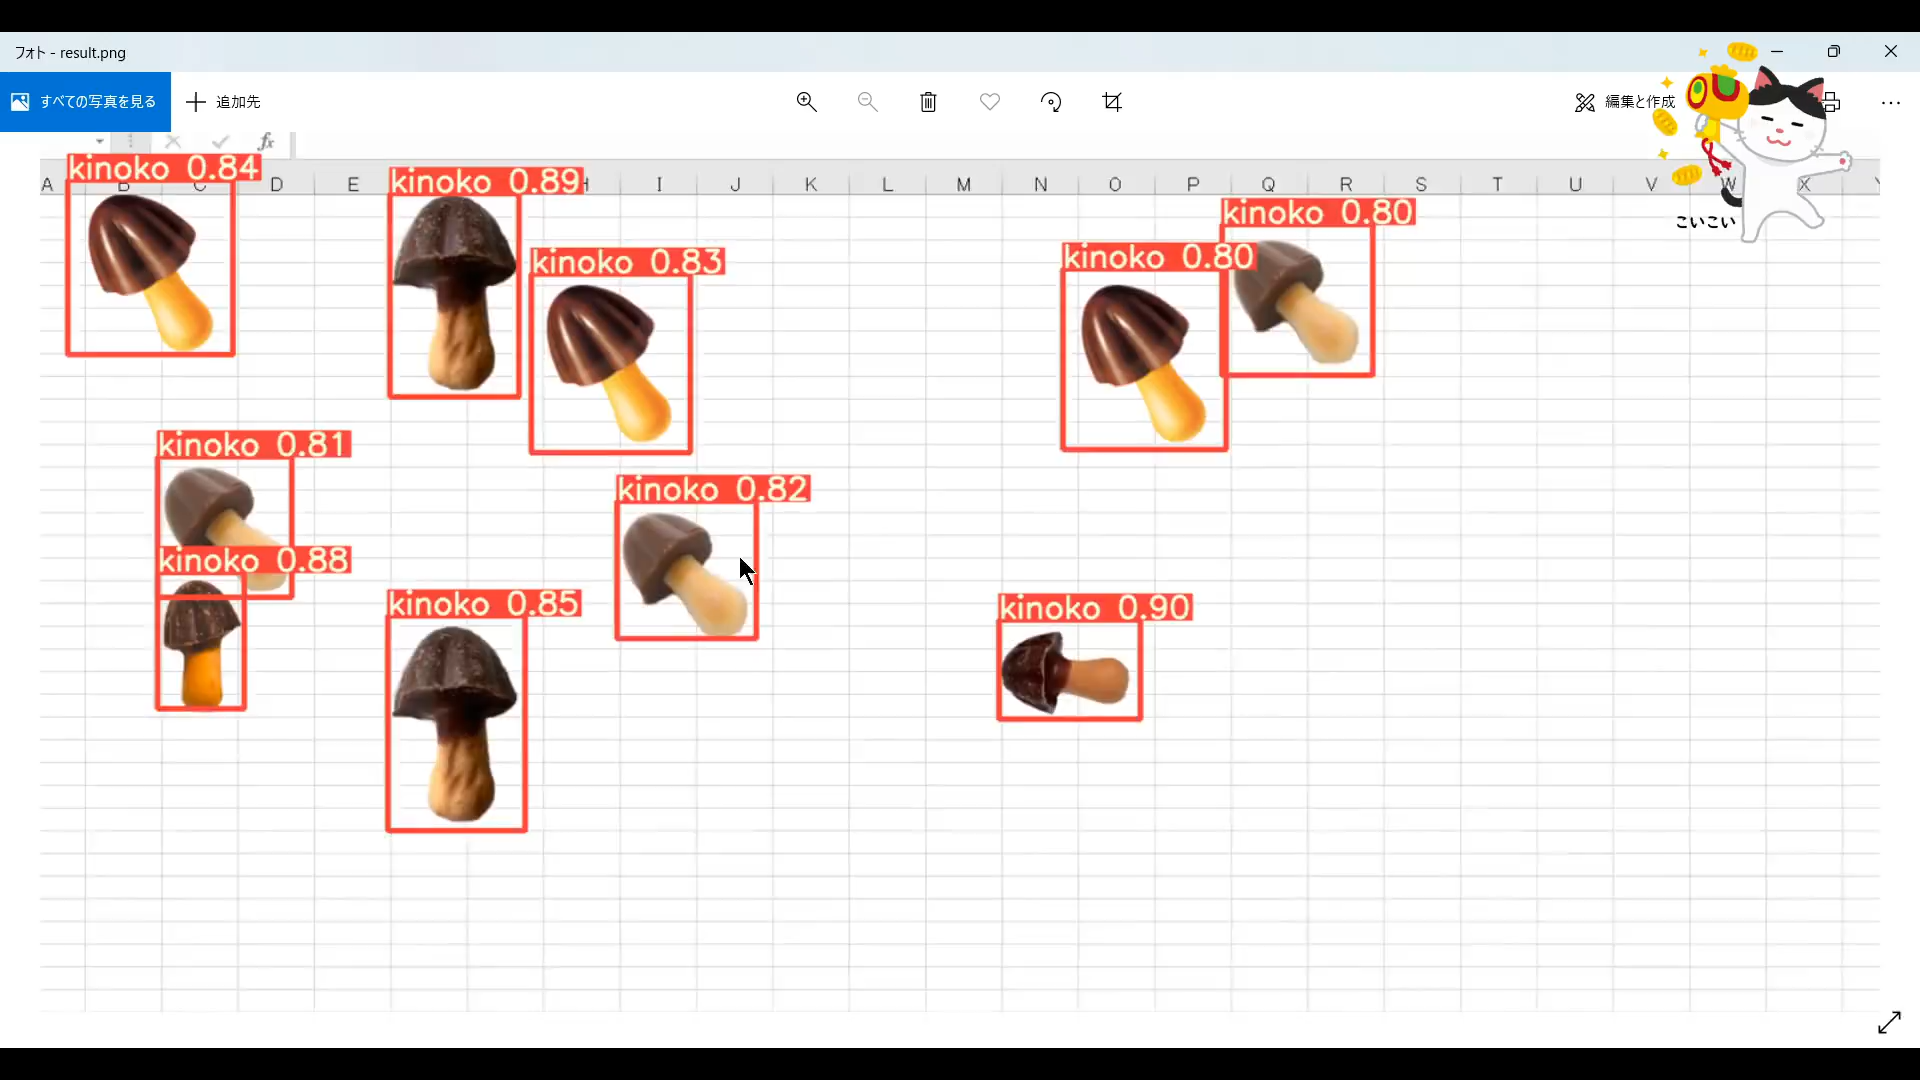 フォト - result.png
すべての写真を見る
追加先
編集と作成
fx
kinoko 0.84
kinoko 0.89
A B C D E H I J K L M N O P Q R S T U V W X
kinoko 0.80
こいこい
kinoko 0.83
kinoko 0.80
kinoko 0.81
kinoko 0.82
kinoko 0.88
kinoko 0.85
kinoko 0.90